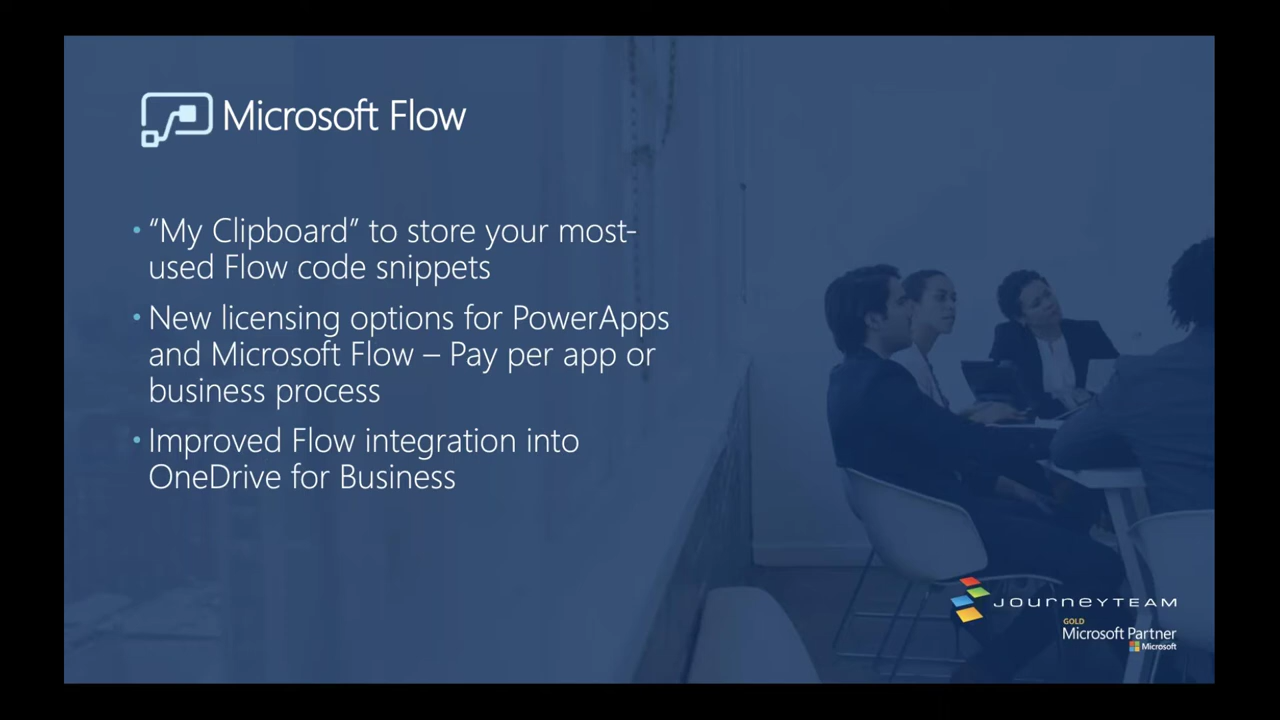 Microsoft Flow
• “My Clipboard” to store your most-
used Flow code snippets
• New licensing options for PowerApps
and Microsoft Flow – Pay per app or
business process
• Improved Flow integration into
OneDrive for Business
JOURNEYTEAM
GOLD
Microsoft Partner
Microsoft